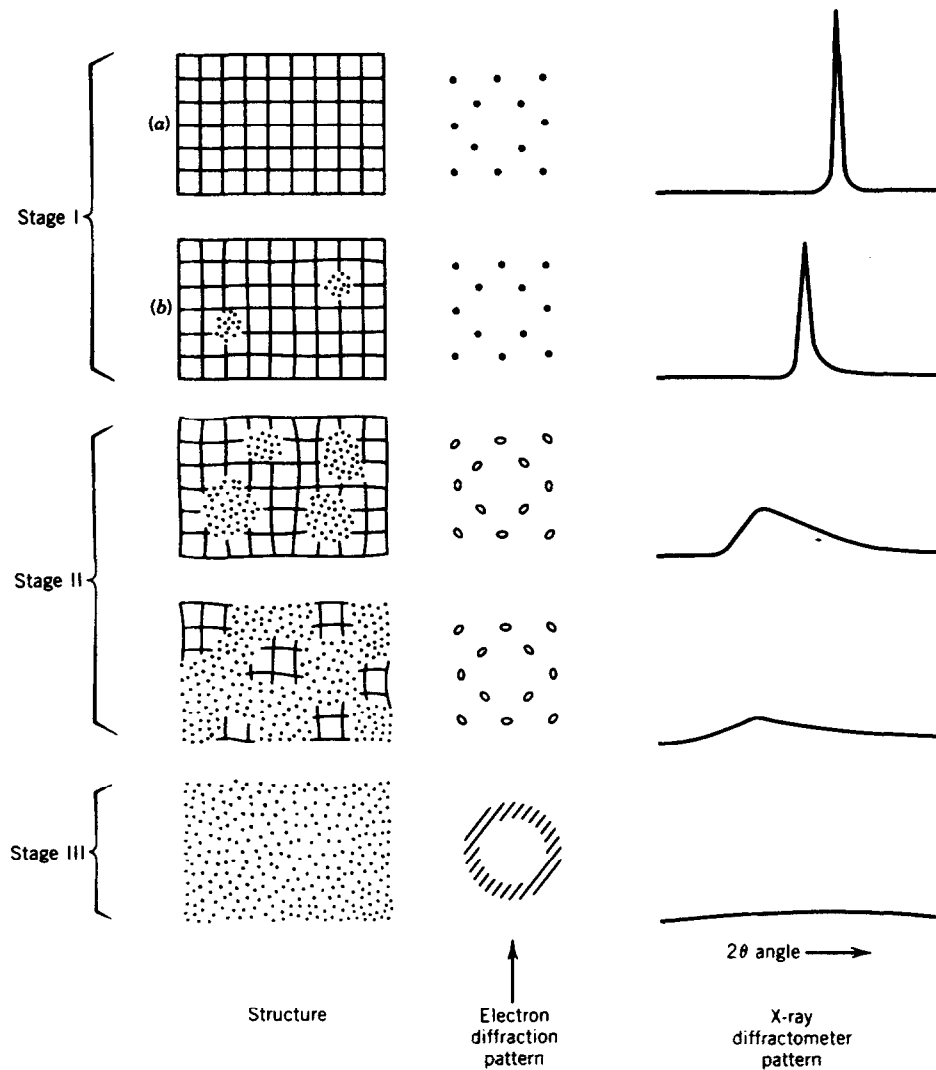 (a)
Stage I
(b)
Stage II
Stage III
2θ angle
Structure
Electron
diffraction
pattern
X-ray
diffractometer
pattern